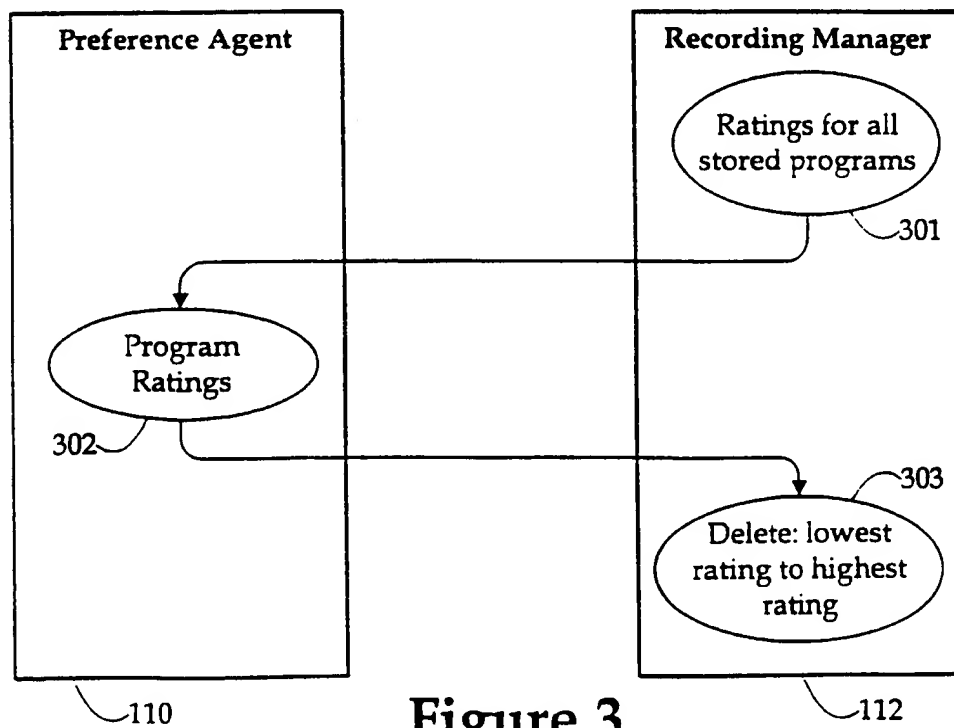 Preference Agent
Recording Manager
Ratings for all
stored programs
301
Program
Ratings
302
303
Delete: lowest
rating to highest
rating
110
112
Figure 3